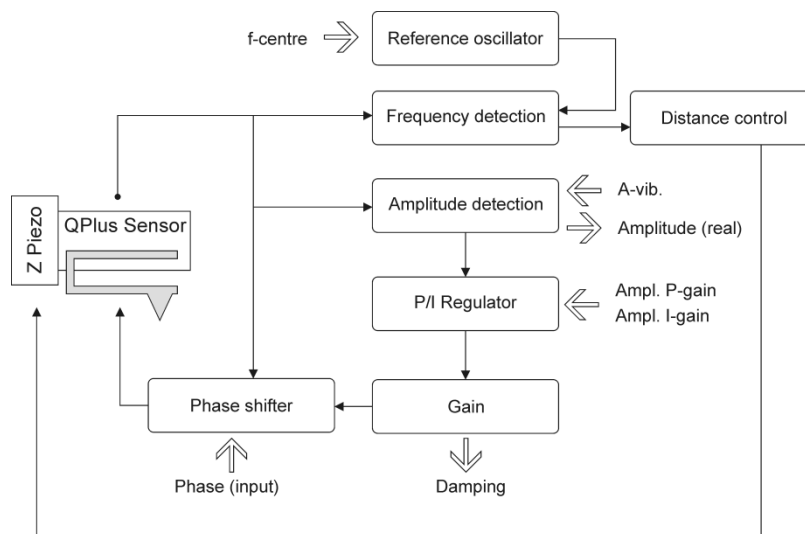 f-centre
Reference oscillator
Frequency detection
Distance control
A-vib.
Amplitude detection
Amplitude (real)
Z Piezo
QPlus Sensor
P/I Regulator
Ampl. P-gain
Ampl. I-gain
Phase shifter
Gain
Phase (input)
Damping